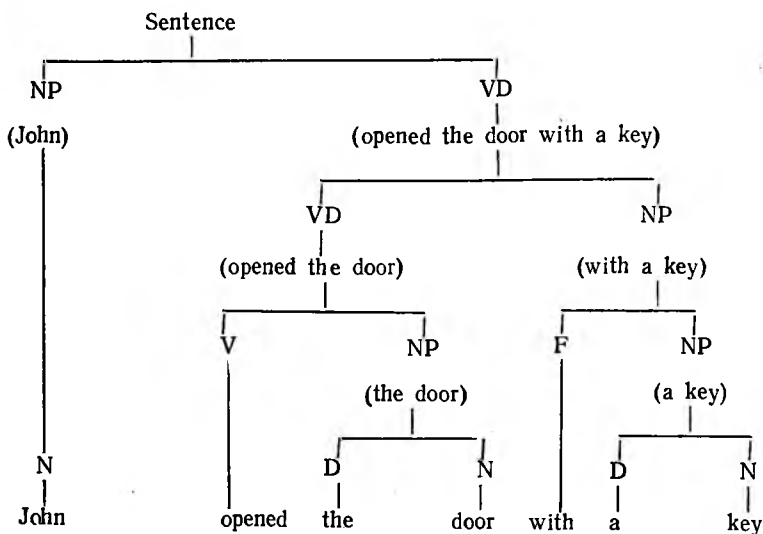 Sentence
NP VD
(John) (opened the door with a key)
VD NP
(opened the door) (with a key)
V NP F NP
(the door) (a key)
N D N D N
John opened the door with a key